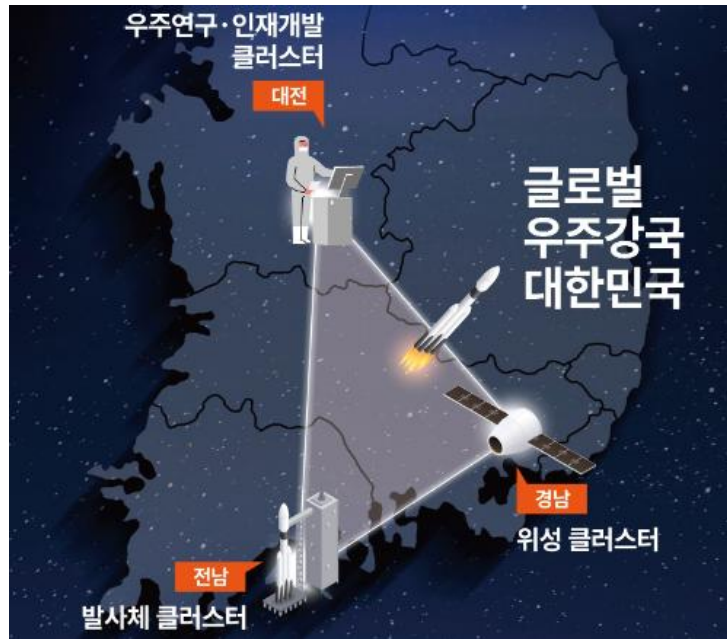 우주연구·인재개발
클러스터
대전
글로벌
우주강국
대한민국
경남
위성 클러스터
전남
발사체 클러스터